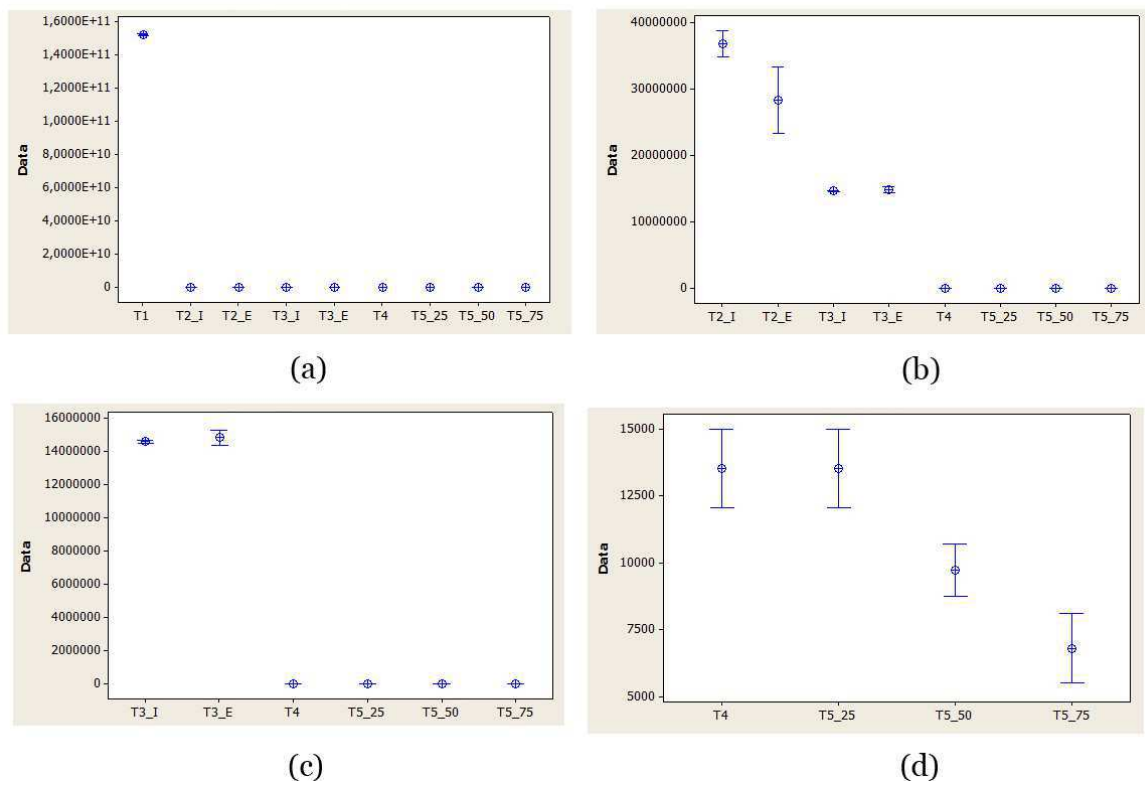 Data
1,6000E+11
1,4000E+11
1,2000E+11
1,0000E+11
8,0000E+10
6,0000E+10
4,0000E+10
2,0000E+10
0
T1 T2_I T2_E T3_I T3_E T4 T5_25 T5_50 T5_75
(a)
Data
40000000
30000000
20000000
10000000
0
T2_I T2_E T3_I T3_E T4 T5_25 T5_50 T5_75
(b)
Data
16000000
14000000
12000000
10000000
8000000
6000000
4000000
2000000
0
T3_I T3_E T4 T5_25 T5_50 T5_75
(c)
Data
15000
12500
10000
7500
5000
T4 T5_25 T5_50 T5_75
(d)